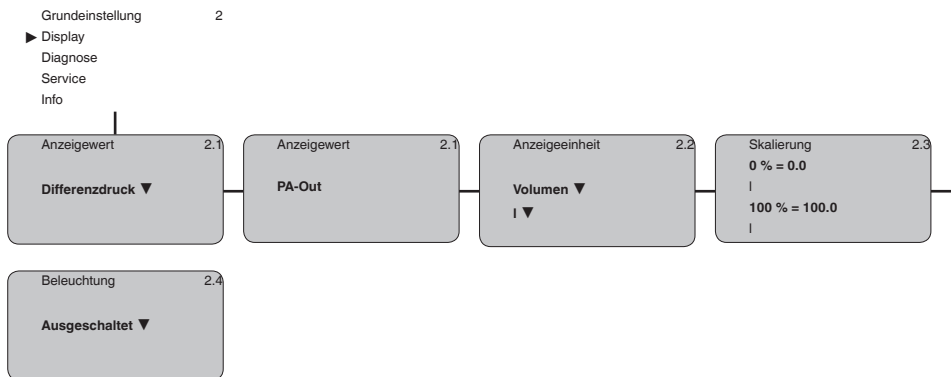 Grundeinstellung 2
▶ Display
Diagnose
Service
Info
Anzeigewert 2.1
Differenzdruck ▼
Anzeigewert 2.1
PA-Out
Anzeigeeinheit 2.2
Volumen ▼
l ▼
Skalierung 2.3
0 % = 0.0
l
100 % = 100.0
l
Beleuchtung 2.4
Ausgeschaltet ▼